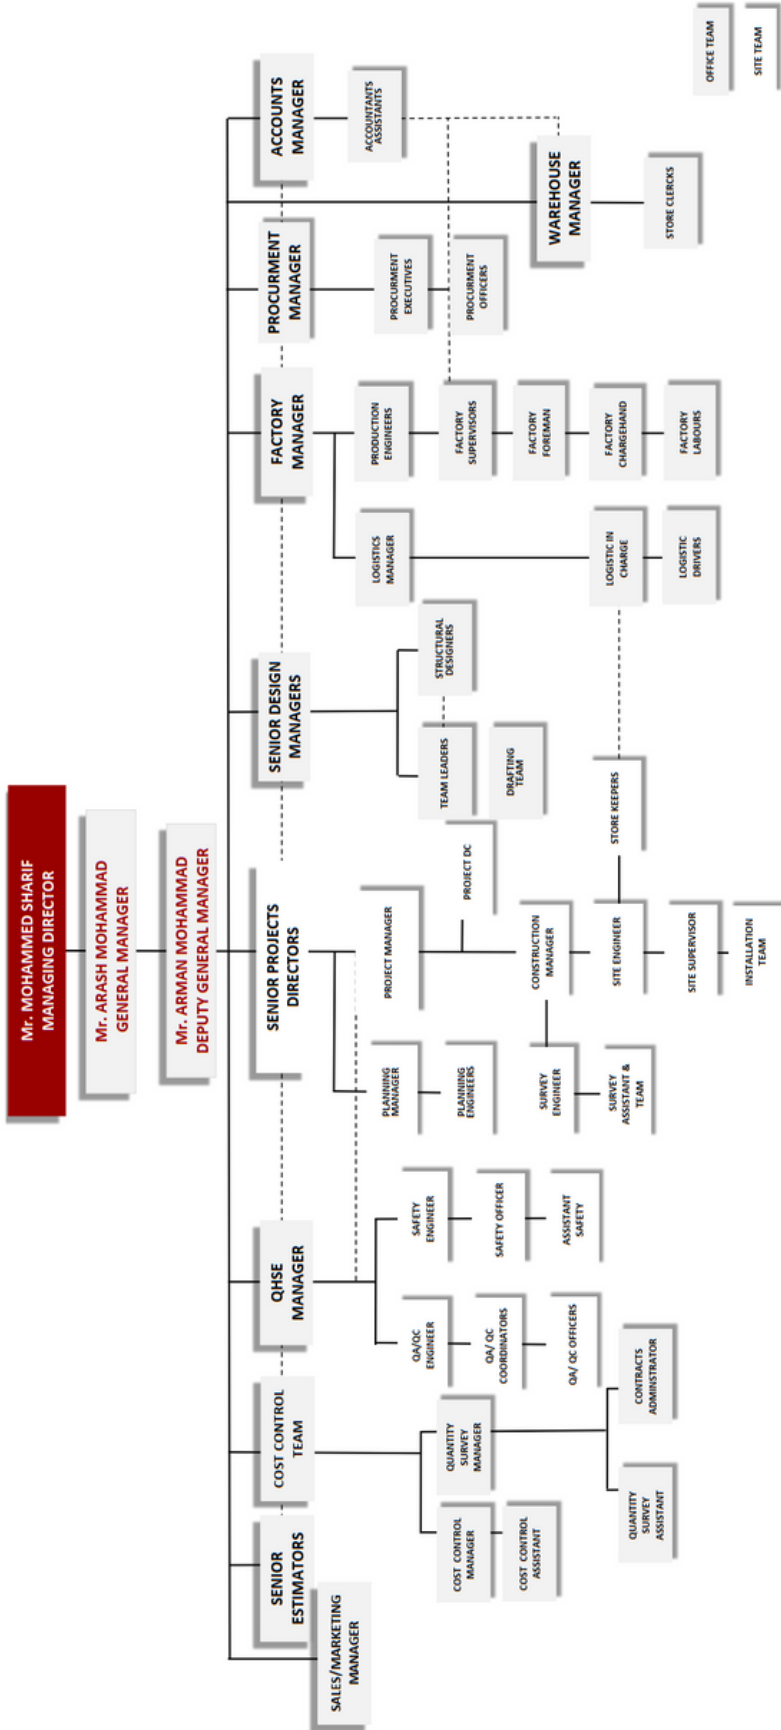 Mr. MOHAMMED SHARIF
MANAGING DIRECTOR
Mr. ARASH MOHAMMAD
GENERAL MANAGER
Mr. ARMAN MOHAMMAD
DEPUTY GENERAL MANAGER
SALES/MARKETING
MANAGER
SENIOR
ESTIMATORS
COST CONTROL
TEAM
QHSE
MANAGER
SENIOR PROJECTS
DIRECTORS
SENIOR DESIGN
MANAGERS
FACTORY
MANAGER
PROCURMENT
MANAGER
ACCOUNTS
MANAGER
COST CONTROL
MANAGER
COST CONTROL
ASSISTANT
QUANTITY
SURVEY
MANAGER
QUANTITY
SURVEY
ASSISTANT
CONTRACTS
ADMINSTRATOR
QA/QC
ENGINEER
QA/ QC
COORDINATORS
QA/ QC OFFICERS
SAFETY
ENGINEER
SAFETY OFFICER
ASSISTANT
SAFETY
PLANNING
MANAGER
PLANNING
ENGINEERS
PROJECT MANAGER
PROJECT DC
CONSTRUCTION
MANAGER
SURVEY
ENGINEER
SURVEY
ASSISTANT &
TEAM
SITE ENGINEER
STORE KEEPERS
SITE SUPERVISOR
INSTALLATION
TEAM
TEAM LEADERS
STRUCTURAL
DESIGNERS
DRAFTING
TEAM
LOGISTICS
MANAGER
LOGISTIC IN
CHARGE
LOGISTIC
DRIVERS
PRODUCTION
ENGINEERS
FACTORY
SUPERVISORS
FACTORY
FOREMAN
FACTORY
CHARGEHAND
FACTORY
LABOURS
PROCURMENT
EXECUTIVES
PROCURMENT
OFFICERS
ACCOUNTANTS
ASSISTANTS
WAREHOUSE
MANAGER
STORE CLERCKS
OFFICE TEAM
SITE TEAM